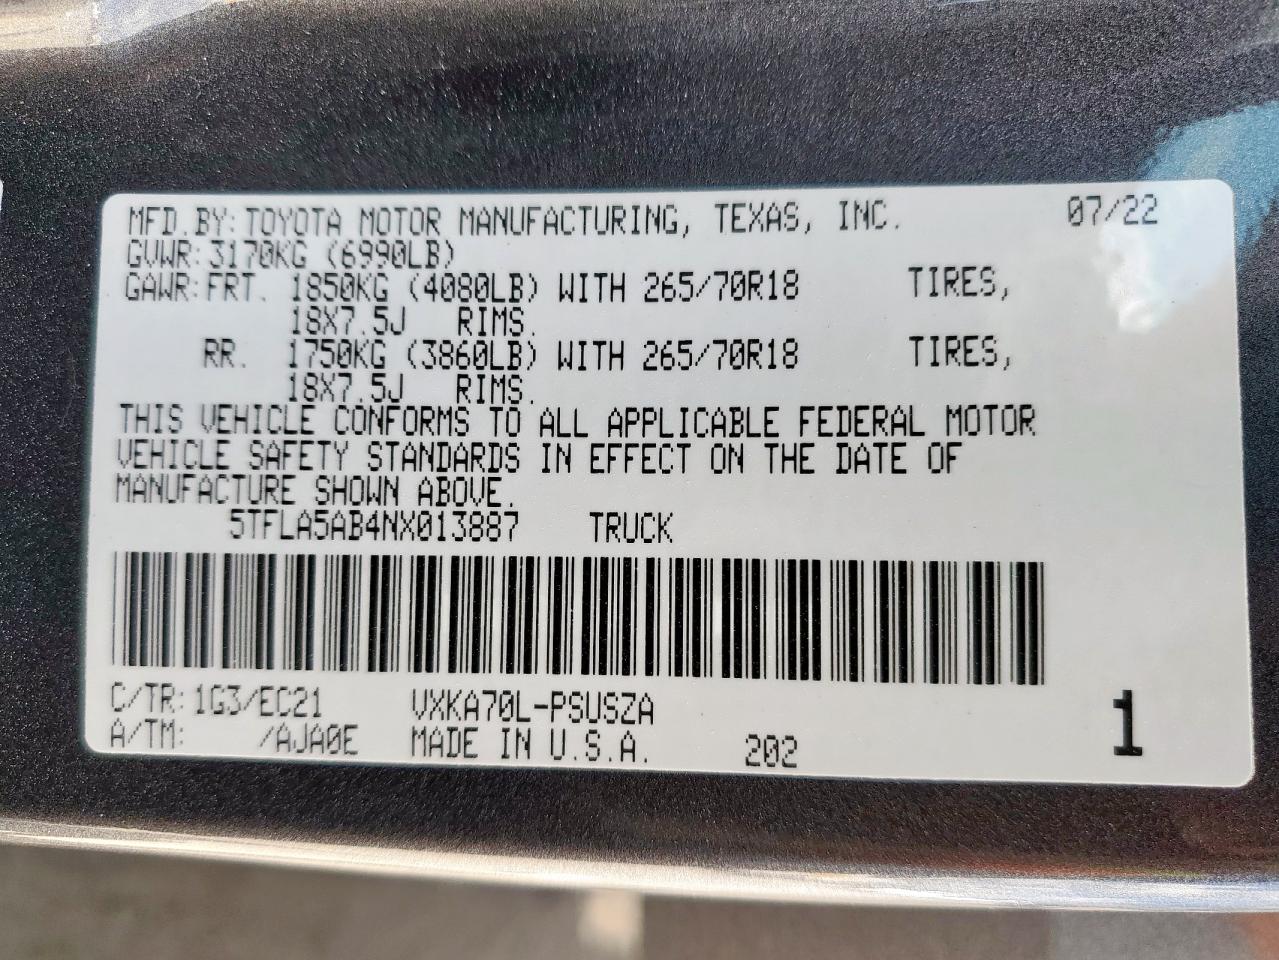 MFD.BY: TOYOTA MOTOR MANUFACTURING, TEXAS, INC. 07/22
GVWR: 3170KG (6990LB)
GAWR: FRT. 1850KG (4080LB) WITH 265/70R18 TIRES,
18X7.5J RIMS.
RR. 1750KG (3860LB) WITH 265/70R18 TIRES,
18X7.5J RIMS.
THIS VEHICLE CONFORMS TO ALL APPLICABLE FEDERAL MOTOR
VEHICLE SAFETY STANDARDS IN EFFECT ON THE DATE OF
MANUFACTURE SHOWN ABOVE.
5TFLA5AB4NX013887 TRUCK
C/TR: 1G3/EC21 VXKA70L-PSUSZA
A/TM: /AJA0E MADE IN U.S.A. 202 1